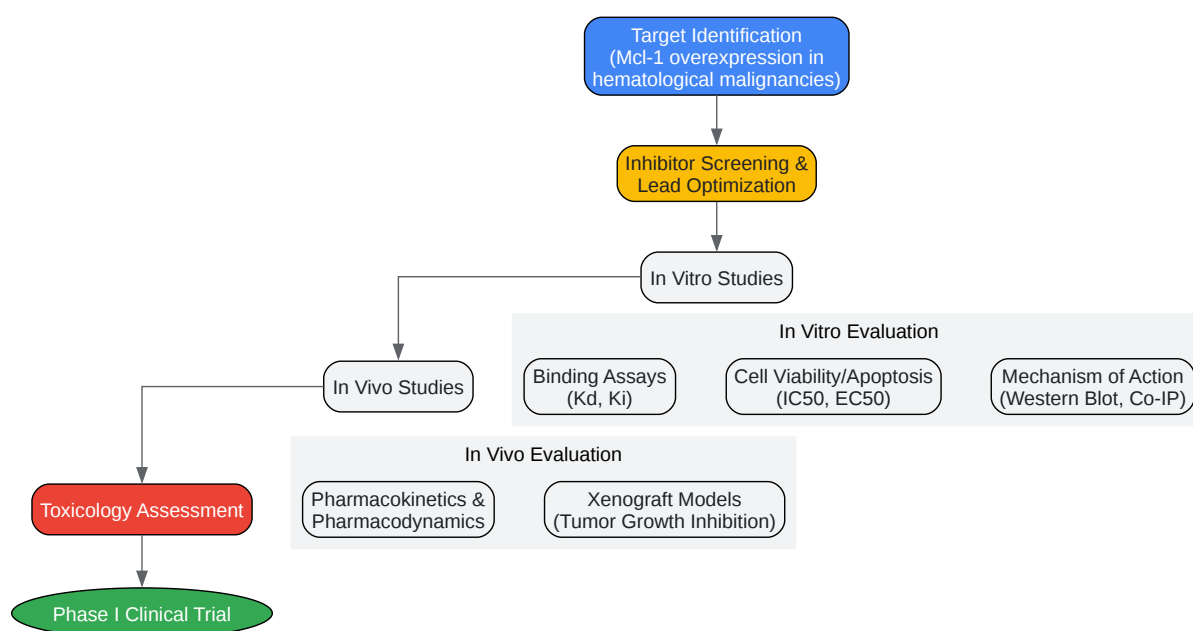 Target Identification
(Mcl-1 overexpression in
hematological malignancies)
Inhibitor Screening &
Lead Optimization
In Vitro Studies
In Vitro Evaluation
Binding Assays
(Kd, Ki)
Cell Viability/Apoptosis
(IC50, EC50)
Mechanism of Action
(Western Blot, Co-IP)
In Vivo Studies
In Vivo Evaluation
Pharmacokinetics &
Pharmacodynamics
Xenograft Models
(Tumor Growth Inhibition)
Toxicology Assessment
Phase I Clinical Trial